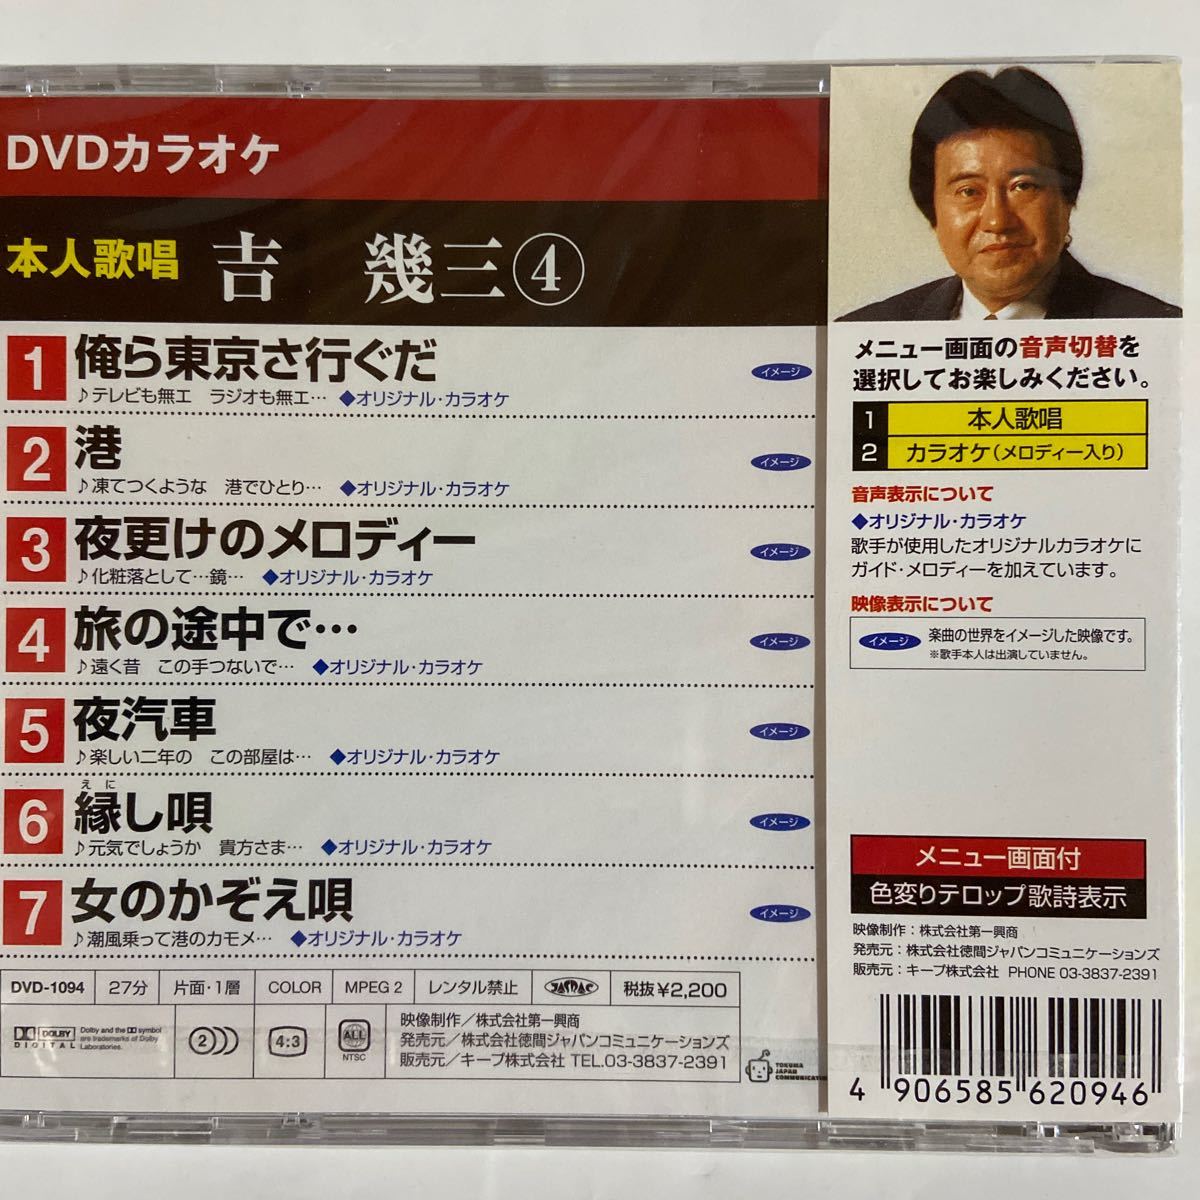 DVDカラオケ
本人歌唱 吉 幾三④
1 俺ら東京さ行ぐだ イメージ
♪テレビも無エ ラジオも無エ… ◆オリジナル・カラオケ
2 港 イメージ
♪凍てつくような 港でひとり… ◆オリジナル・カラオケ
3 夜更けのメロディー イメージ
♪化粧落として…鏡… ◆オリジナル・カラオケ
4 旅の途中で… イメージ
♪遠く昔 この手つないで… ◆オリジナル・カラオケ
5 夜汽車 イメージ
♪楽しい二年の この部屋は… ◆オリジナル・カラオケ
えに
6 縁し唄 イメージ
♪元気でしょうか 貴方さま… ◆オリジナル・カラオケ
7 女のかぞえ唄 イメージ
♪潮風乗って港のカモメ… ◆オリジナル・カラオケ
DVD-1094 27分 片面・1層 COLOR MPEG 2 レンタル禁止 JASRAC 税抜¥2,200
DOLBY DIGITAL
Dolby and the DD symbol
are trademarks of Dolby
Laboratories.
2 4:3 ALL NTSC
映像制作/株式会社第一興商
発売元/株式会社徳間ジャパンコミュニケーションズ
販売元/キープ株式会社 TEL.03-3837-2391
TOKUMA
JAPAN
COMMUNICATIONS
メニュー画面の音声切替を
選択してお楽しみください。
1 本人歌唱
2 カラオケ(メロディー入り)
音声表示について
◆オリジナル・カラオケ
歌手が使用したオリジナルカラオケに
ガイド・メロディーを加えています。
映像表示について
イメージ 楽曲の世界をイメージした映像です。
※歌手本人は出演していません。
メニュー画面付
色変りテロップ歌詩表示
映像制作:株式会社第一興商
発売元:株式会社徳間ジャパンコミュニケーションズ
販売元:キープ株式会社 PHONE 03-3837-2391
4 906585 620946